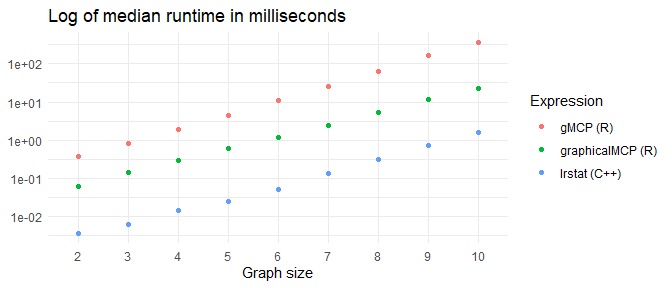 Log of median runtime in milliseconds
1e+02
1e+01
1e+00
1e-01
1e-02
2 3 4 5 6 7 8 9 10
Graph size
Expression
gMCP (R)
graphicalMCP (R)
lrstat (C++)